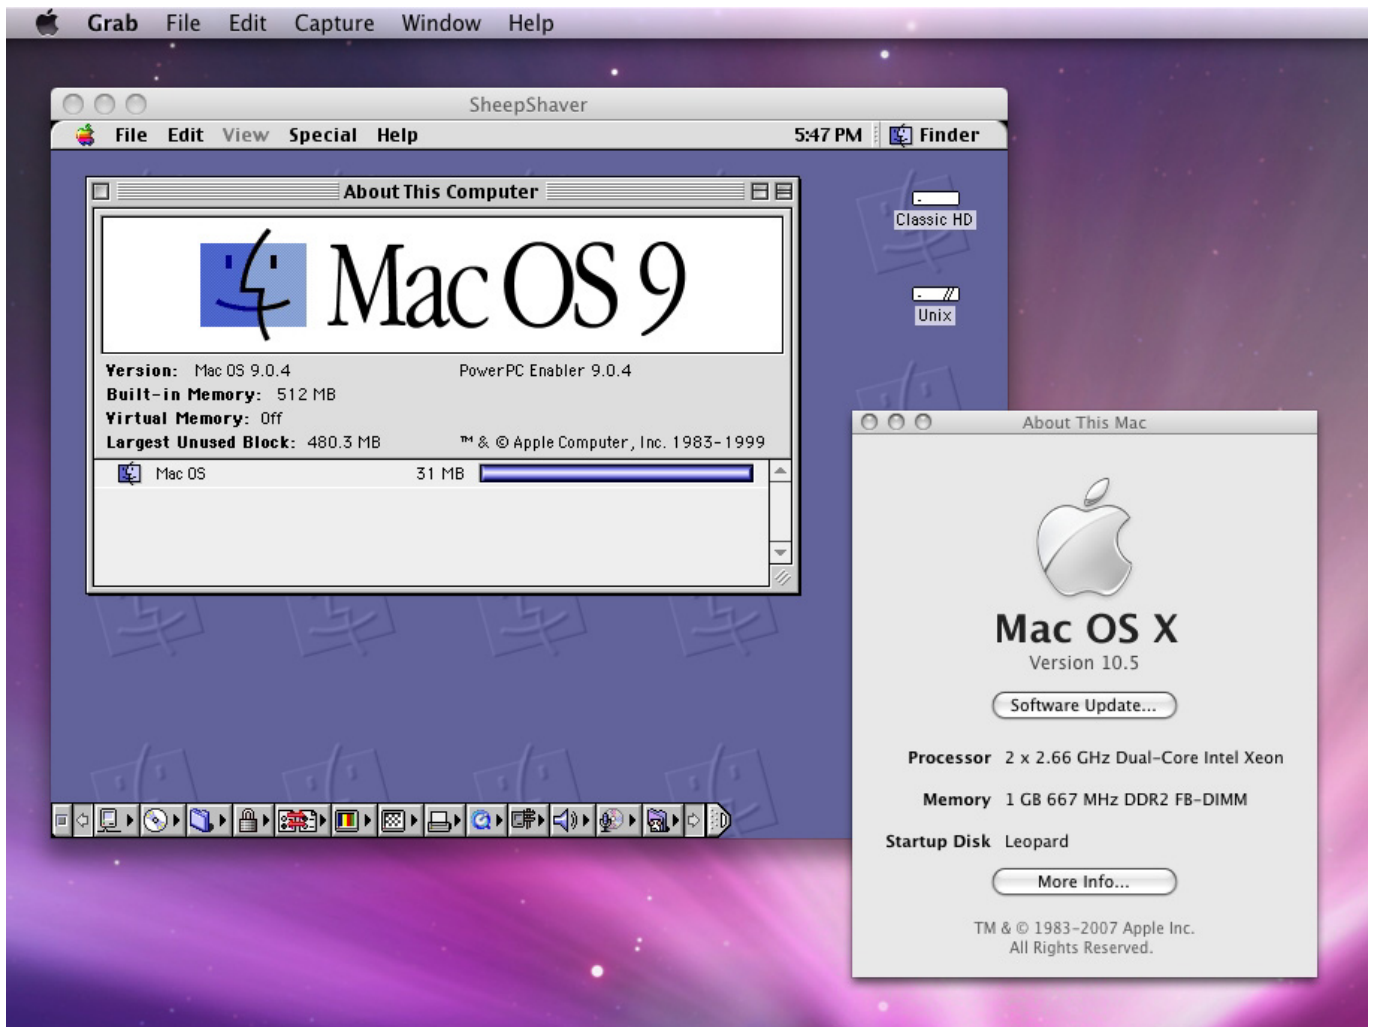 Grab File Edit Capture Window Help
SheepShaver
File Edit View Special Help 5:47 PM Finder
About This Computer
Mac OS 9
Version: Mac OS 9.0.4 PowerPC Enabler 9.0.4
Built-in Memory: 512 MB
Virtual Memory: Off
Largest Unused Block: 480.3 MB ™ & © Apple Computer, Inc. 1983-1999
Mac OS 31 MB
Classic HD
Unix
About This Mac
Mac OS X
Version 10.5
Software Update...
Processor 2 x 2.66 GHz Dual-Core Intel Xeon
Memory 1 GB 667 MHz DDR2 FB-DIMM
Startup Disk Leopard
More Info...
TM & © 1983-2007 Apple Inc.
All Rights Reserved.